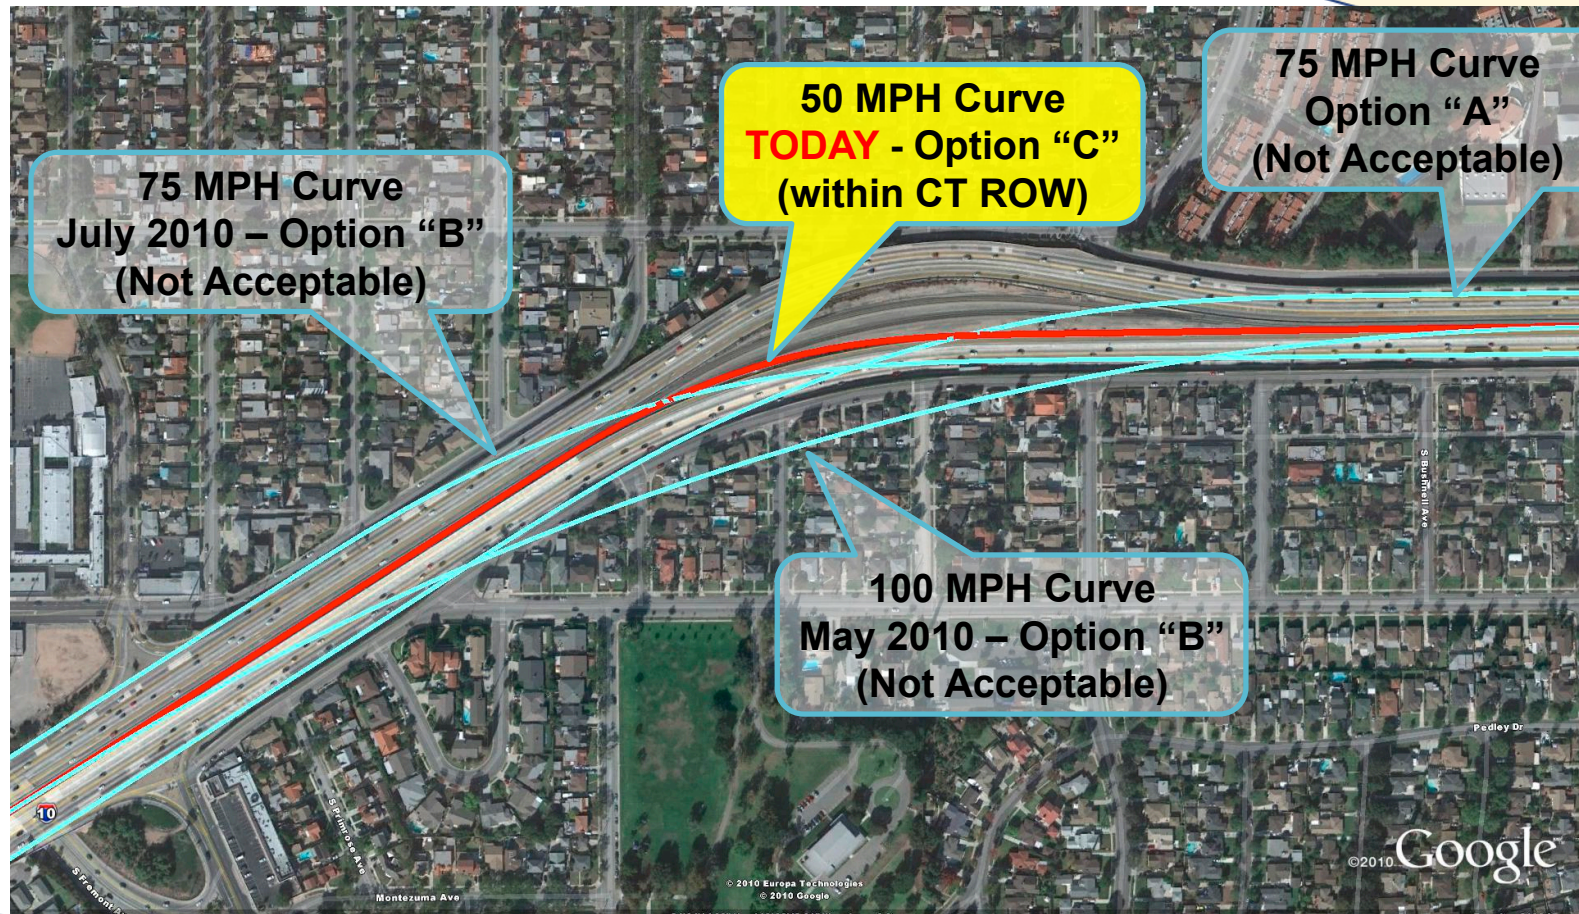 75 MPH Curve
Option “A”
(Not Acceptable)
50 MPH Curve
TODAY - Option “C”
(within CT ROW)
75 MPH Curve
July 2010 – Option “B”
(Not Acceptable)
S Bushnell Ave
100 MPH Curve
May 2010 – Option “B”
(Not Acceptable)
Pedley Dr
10
S Primrose Ave
S Fremont
Montezuma Ave
© 2010 Europa Technologies
© 2010 Google
©2010 Google